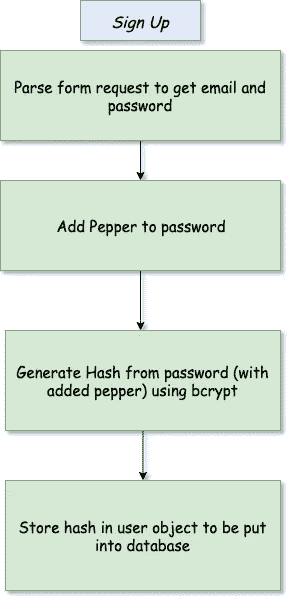 Sign Up
Parse form request to get email and
password
Add Pepper to password
Generate Hash from password (with
added pepper) using bcrypt
Store hash in user object to be put
into database